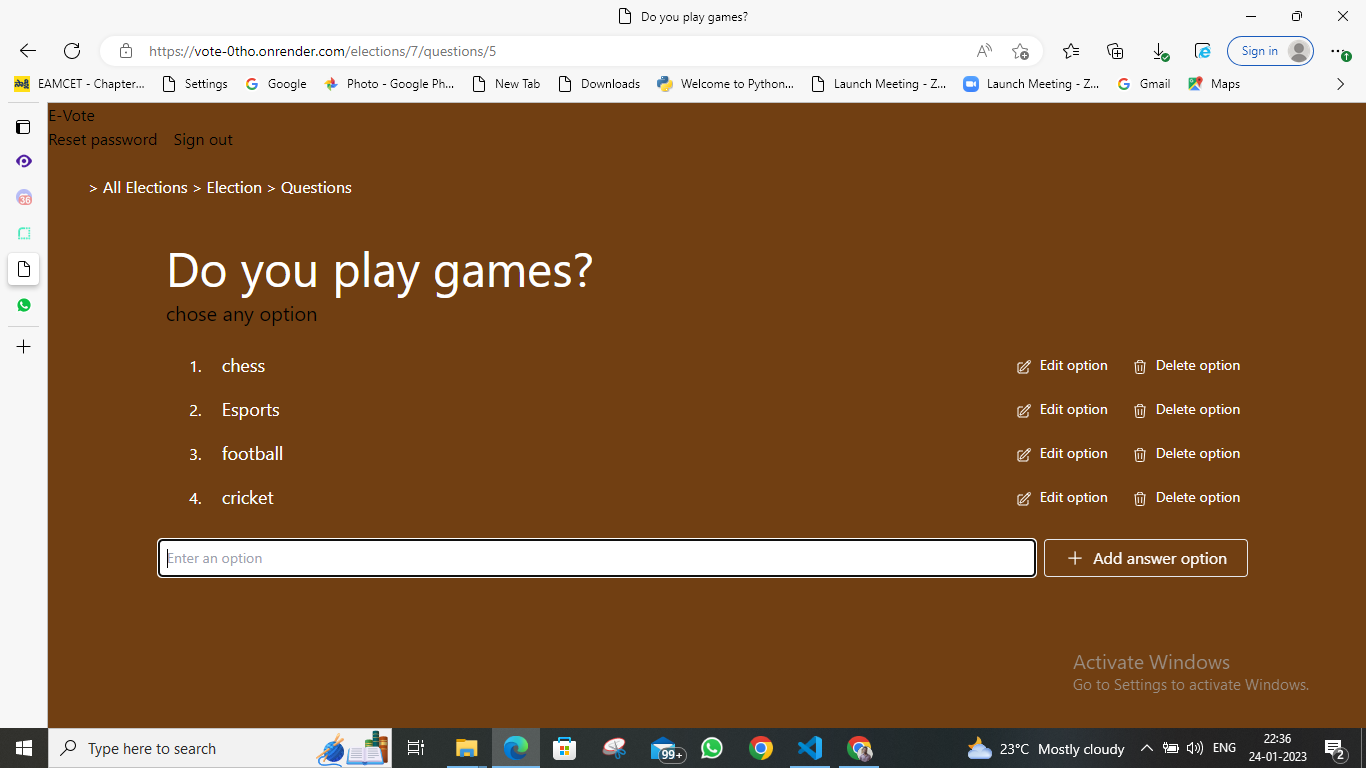 Do you play games?
https://vote-0tho.onrender.com/elections/7/questions/5
Sign in
EAMCET - Chapter... Settings Google Photo - Google Ph... New Tab Downloads Welcome to Python... Launch Meeting - Z... Launch Meeting - Z... Gmail Maps
E-Vote
Reset password Sign out
> All Elections > Election > Questions
36
Do you play games?
chose any option
1. chess Edit option Delete option
2. Esports Edit option Delete option
3. football Edit option Delete option
4. cricket Edit option Delete option
Enter an option + Add answer option
Activate Windows
Go to Settings to activate Windows.
Type here to search 99+ 23°C Mostly cloudy ENG 22:36
24-01-2023 2